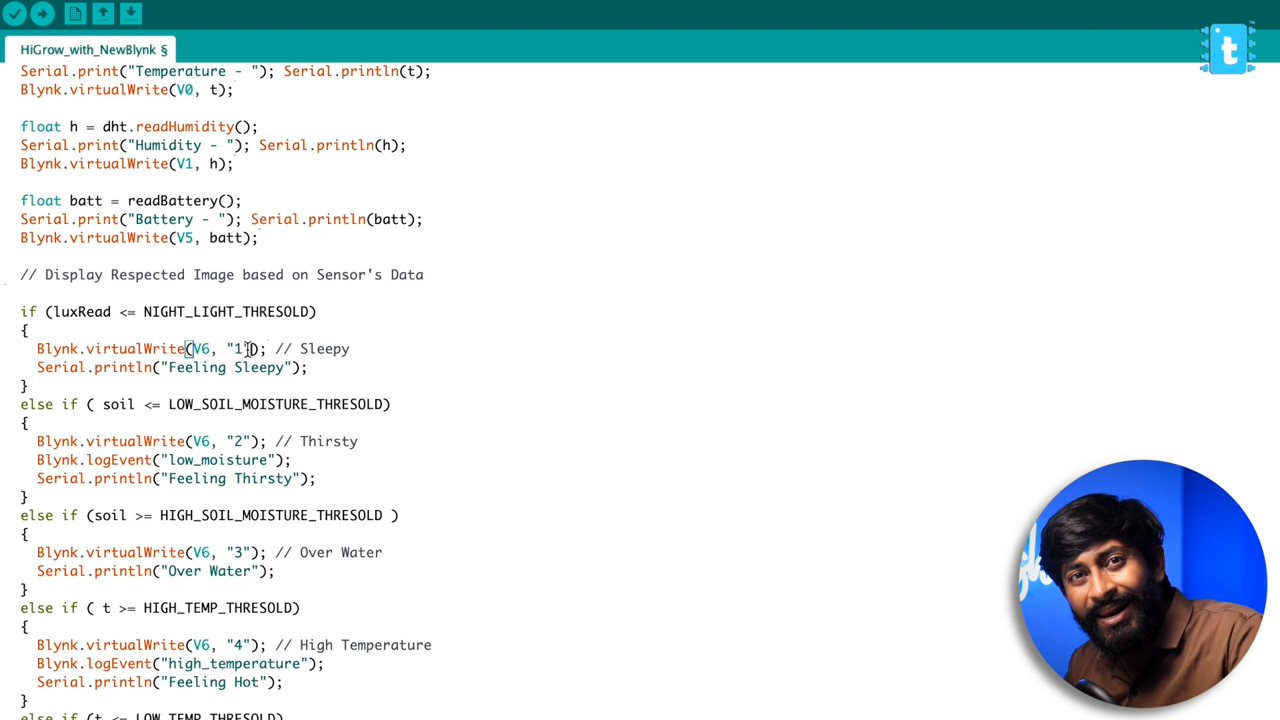 HiGrow_with_NewBlynk §
t
Serial.print("Temperature - "); Serial.println(t);
Blynk.virtualWrite(V0, t);
float h = dht.readHumidity();
Serial.print("Humidity - "); Serial.println(h);
Blynk.virtualWrite(V1, h);
float batt = readBattery();
Serial.print("Battery - "); Serial.println(batt);
Blynk.virtualWrite(V5, batt);
// Display Respected Image based on Sensor's Data
if (luxRead <= NIGHT_LIGHT_THRESOLD)
{
Blynk.virtualWrite(V6, "1"); // Sleepy
Serial.println("Feeling Sleepy");
}
else if ( soil <= LOW_SOIL_MOISTURE_THRESOLD)
{
Blynk.virtualWrite(V6, "2"); // Thirsty
Blynk.logEvent("low_moisture");
Serial.println("Feeling Thirsty");
}
else if (soil >= HIGH_SOIL_MOISTURE_THRESOLD )
{
Blynk.virtualWrite(V6, "3"); // Over Water
Serial.println("Over Water");
}
else if ( t >= HIGH_TEMP_THRESOLD)
{
Blynk.virtualWrite(V6, "4"); // High Temperature
Blynk.logEvent("high_temperature");
Serial.println("Feeling Hot");
}
else if (t <= LOW_TEMP_THRESOLD)